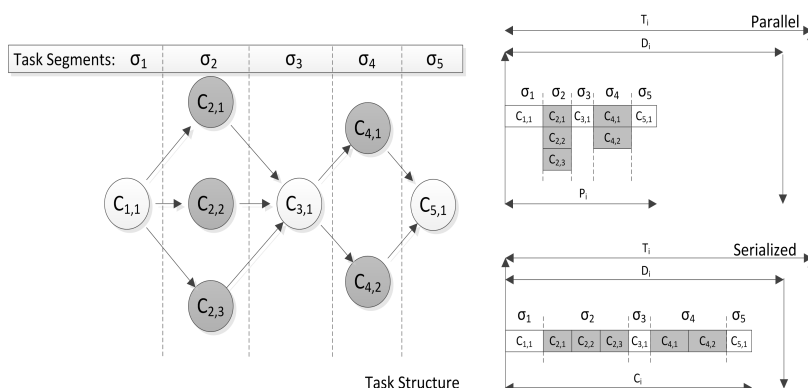 Task Segments: σ1 σ2 σ3 σ4 σ5
C2,1
C4,1
C1,1 C2,2 C3,1 C5,1
C2,3
C4,2
Task Structure
Ti Parallel
Di
σ1 σ2 σ3 σ4 σ5
C1,1 C2,1 C3,1 C4,1 C5,1
C2,2 C4,2
C2,3
Pi
Ti Serialized
Di
σ1 σ2 σ3 σ4 σ5
C1,1 C2,1 C2,2 C2,3 C3,1 C4,1 C4,2 C5,1
Ci